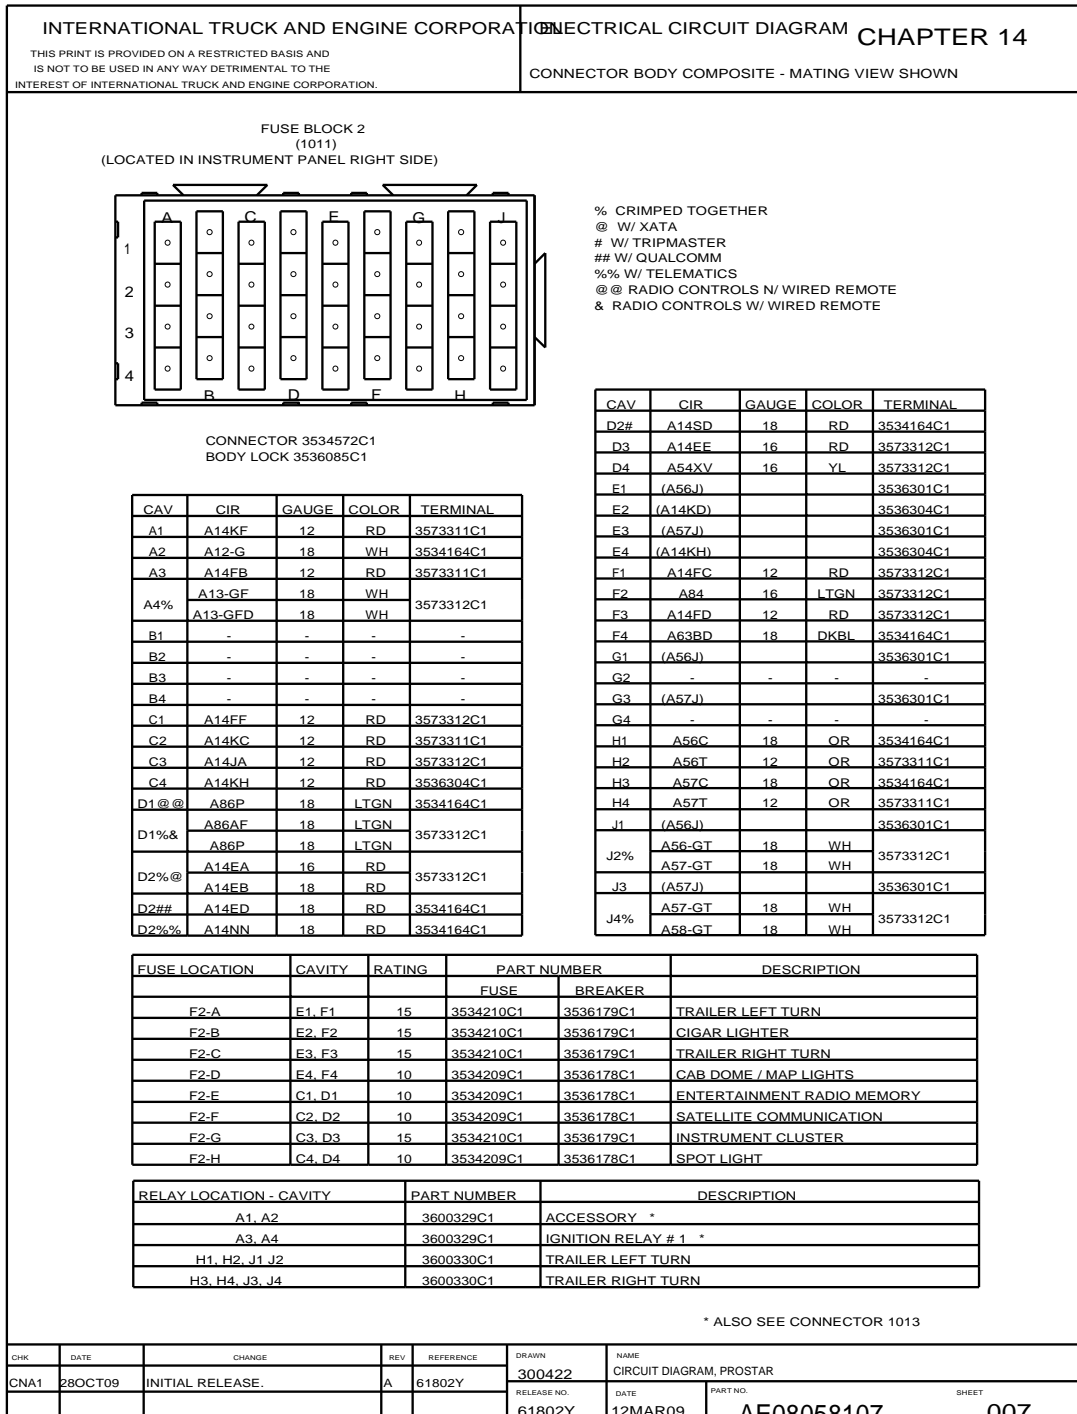 INTERNATIONAL TRUCK AND ENGINE CORPORATION
THIS PRINT IS PROVIDED ON A RESTRICTED BASIS AND
IS NOT TO BE USED IN ANY WAY DETRIMENTAL TO THE
INTEREST OF INTERNATIONAL TRUCK AND ENGINE CORPORATION.
ELECTRICAL CIRCUIT DIAGRAM CHAPTER 14
CONNECTOR BODY COMPOSITE - MATING VIEW SHOWN
FUSE BLOCK 2
(1011)
(LOCATED IN INSTRUMENT PANEL RIGHT SIDE)
A C E G J
1
2
3
4
B D F H
CONNECTOR 3534572C1
BODY LOCK 3536085C1
% CRIMPED TOGETHER
@ W/ XATA
# W/ TRIPMASTER
## W/ QUALCOMM
%% W/ TELEMATICS
@@ RADIO CONTROLS N/ WIRED REMOTE
& RADIO CONTROLS W/ WIRED REMOTE
CAV CIR GAUGE COLOR TERMINAL
A1 A14KF 12 RD 3573311C1
A2 A12-G 18 WH 3534164C1
A3 A14FB 12 RD 3573311C1
A4% A13-GF 18 WH 3573312C1
A13-GFD 18 WH
B1 - - - -
B2 - - - -
B3 - - - -
B4 - - - -
C1 A14FF 12 RD 3573312C1
C2 A14KC 12 RD 3573311C1
C3 A14JA 12 RD 3573312C1
C4 A14KH 12 RD 3536304C1
D1@@ A86P 18 LTGN 3534164C1
D1%& A86AF 18 LTGN 3573312C1
A86P 18 LTGN
D2%@ A14EA 16 RD 3573312C1
A14EB 18 RD
D2## A14ED 18 RD 3534164C1
D2%% A14NN 18 RD 3534164C1
CAV CIR GAUGE COLOR TERMINAL
D2# A14SD 18 RD 3534164C1
D3 A14EE 16 RD 3573312C1
D4 A54XV 16 YL 3573312C1
E1 (A56J) 3536301C1
E2 (A14KD) 3536304C1
E3 (A57J) 3536301C1
E4 (A14KH) 3536304C1
F1 A14FC 12 RD 3573312C1
F2 A84 16 LTGN 3573312C1
F3 A14FD 12 RD 3573312C1
F4 A63BD 18 DKBL 3534164C1
G1 (A56J) 3536301C1
G2 - - - -
G3 (A57J) 3536301C1
G4 - - - -
H1 A56C 18 OR 3534164C1
H2 A56T 12 OR 3573311C1
H3 A57C 18 OR 3534164C1
H4 A57T 12 OR 3573311C1
J1 (A56J) 3536301C1
J2% A56-GT 18 WH 3573312C1
A57-GT 18 WH
J3 (A57J) 3536301C1
J4% A57-GT 18 WH 3573312C1
A58-GT 18 WH
FUSE LOCATION CAVITY RATING PART NUMBER DESCRIPTION
FUSE BREAKER
F2-A E1, F1 15 3534210C1 3536179C1 TRAILER LEFT TURN
F2-B E2, F2 15 3534210C1 3536179C1 CIGAR LIGHTER
F2-C E3, F3 15 3534210C1 3536179C1 TRAILER RIGHT TURN
F2-D E4, F4 10 3534209C1 3536178C1 CAB DOME / MAP LIGHTS
F2-E C1, D1 10 3534209C1 3536178C1 ENTERTAINMENT RADIO MEMORY
F2-F C2, D2 10 3534209C1 3536178C1 SATELLITE COMMUNICATION
F2-G C3, D3 15 3534210C1 3536179C1 INSTRUMENT CLUSTER
F2-H C4, D4 10 3534209C1 3536178C1 SPOT LIGHT
RELAY LOCATION - CAVITY PART NUMBER DESCRIPTION
A1, A2 3600329C1 ACCESSORY *
A3, A4 3600329C1 IGNITION RELAY # 1 *
H1, H2, J1 J2 3600330C1 TRAILER LEFT TURN
H3, H4, J3, J4 3600330C1 TRAILER RIGHT TURN
* ALSO SEE CONNECTOR 1013
CHK DATE CHANGE REV REFERENCE DRAWN NAME
CNA1 28OCT09 INITIAL RELEASE. A 61802Y 300422 CIRCUIT DIAGRAM, PROSTAR
RELEASE NO. DATE PART NO. SHEET
61802Y 12MAR09 AE08058107 007